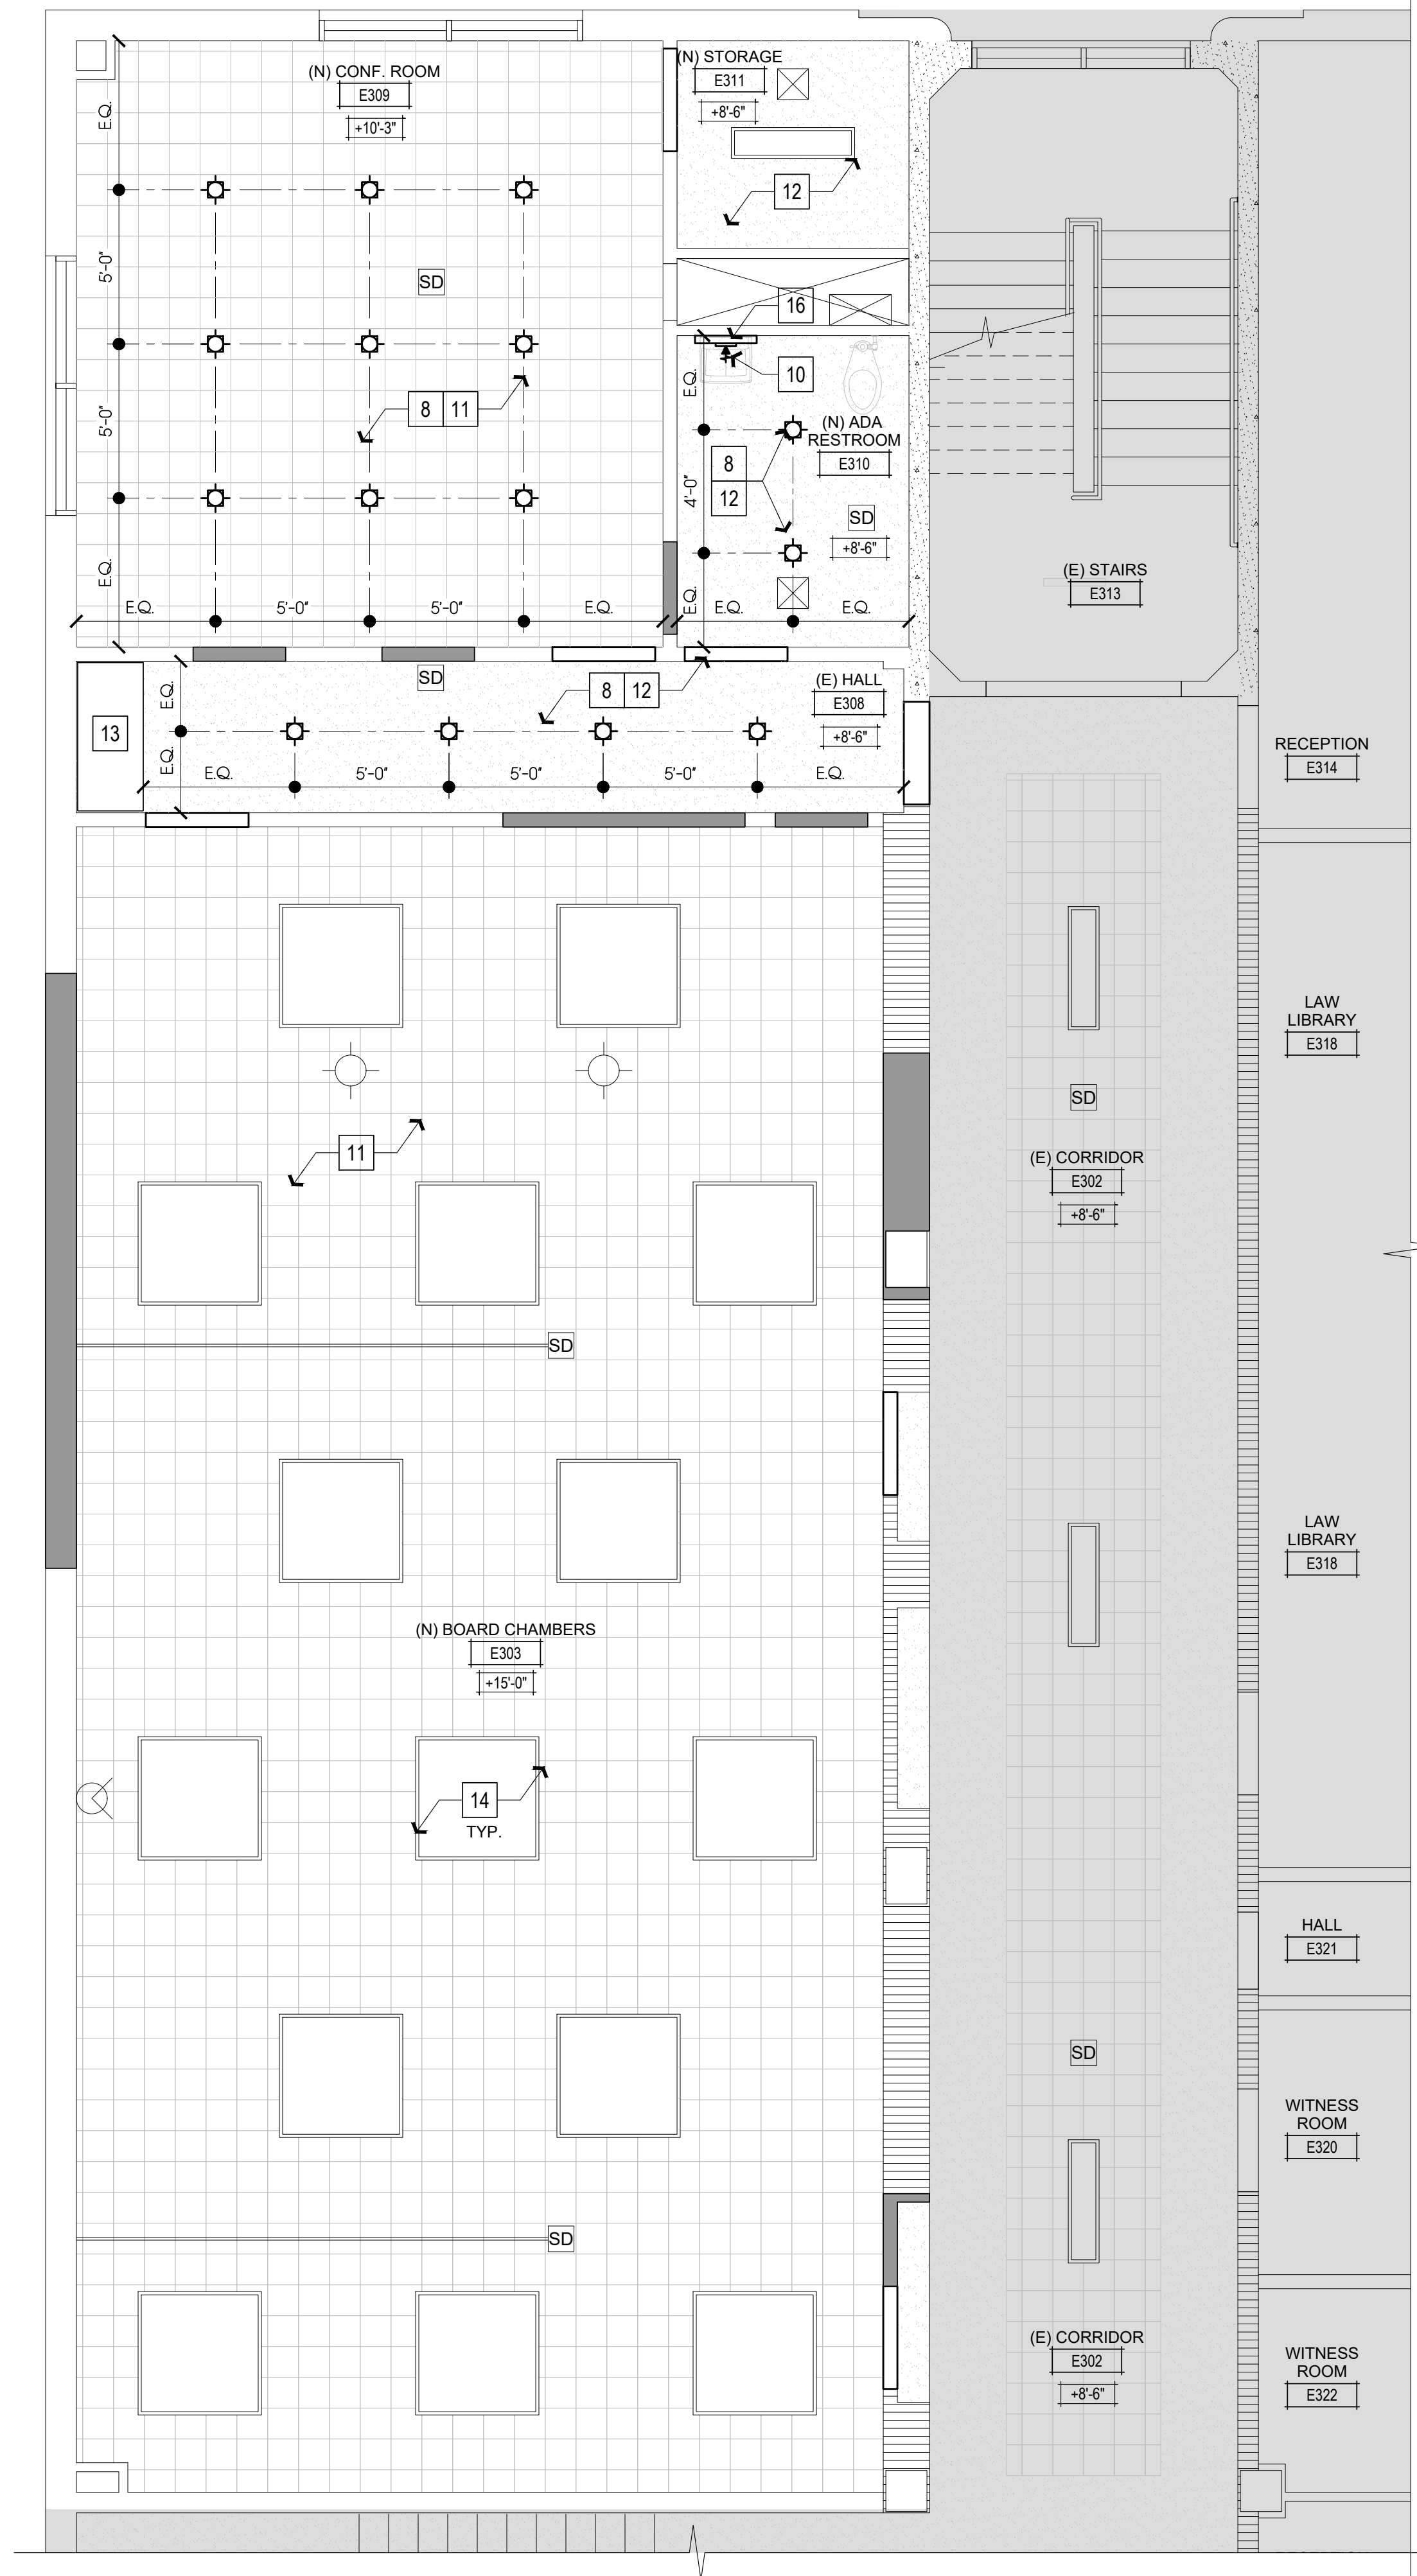 (N) CONF. ROOM
E309
+10'-3"
(N) STORAGE
E311
+8'-6"
12
E.Q.
5'-0"
5'-0"
E.Q.
SD
8 11
E.Q.
5'-0"
5'-0"
E.Q.
16
10
E.Q.
4'-0"
E.Q.
8
12
(N) ADA
RESTROOM
E310
SD
+8'-6"
E.Q.
E.Q.
(E) STAIRS
E313
SD
8 12
(E) HALL
E308
+8'-6"
13
E.Q.
E.Q.
E.Q.
5'-0"
5'-0"
5'-0"
E.Q.
RECEPTION
E314
LAW
LIBRARY
E318
SD
11
(E) CORRIDOR
E302
+8'-6"
SD
LAW
LIBRARY
E318
(N) BOARD CHAMBERS
E303
+15'-0"
14
TYP.
HALL
E321
SD
WITNESS
ROOM
E320
SD
(E) CORRIDOR
E302
+8'-6"
WITNESS
ROOM
E322